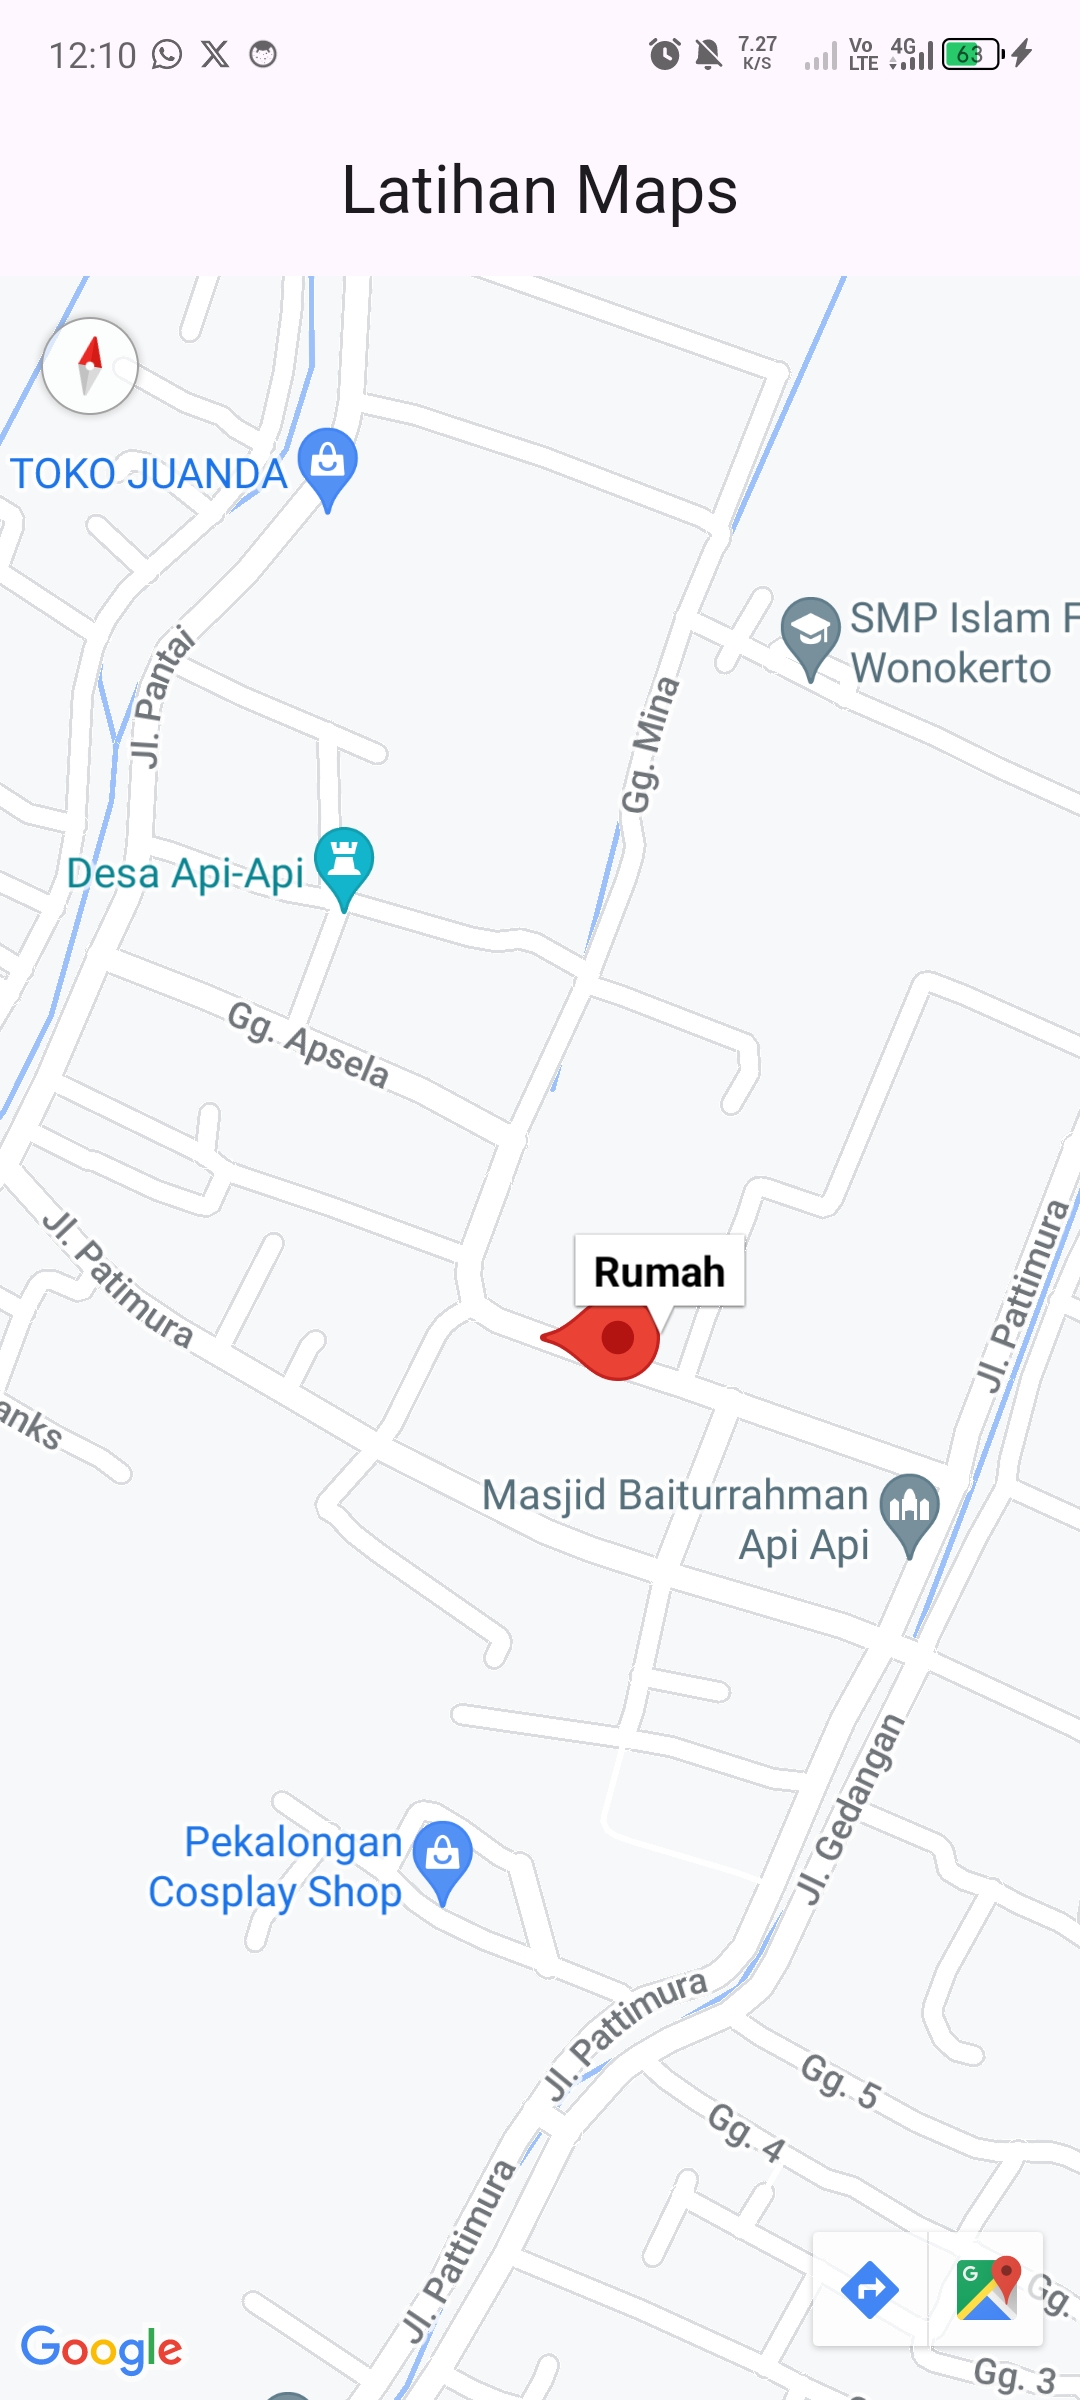 12:10
7.27
K/S
Vo
LTE
4G
63
Latihan Maps
TOKO JUANDA
SMP Islam F
Wonokerto
Jl. Pantai
Gg. Mina
Desa Api-Api
Gg. Apsela
Jl. Patimura
Rumah
Jl. Pattimura
anks
Masjid Baiturrahman
Api Api
Jl. Gedangan
Pekalongan
Cosplay Shop
Jl. Pattimura
Gg. 5
Gg. 4
Jl. Pattimura
G
Gg.
Google
Gg. 3